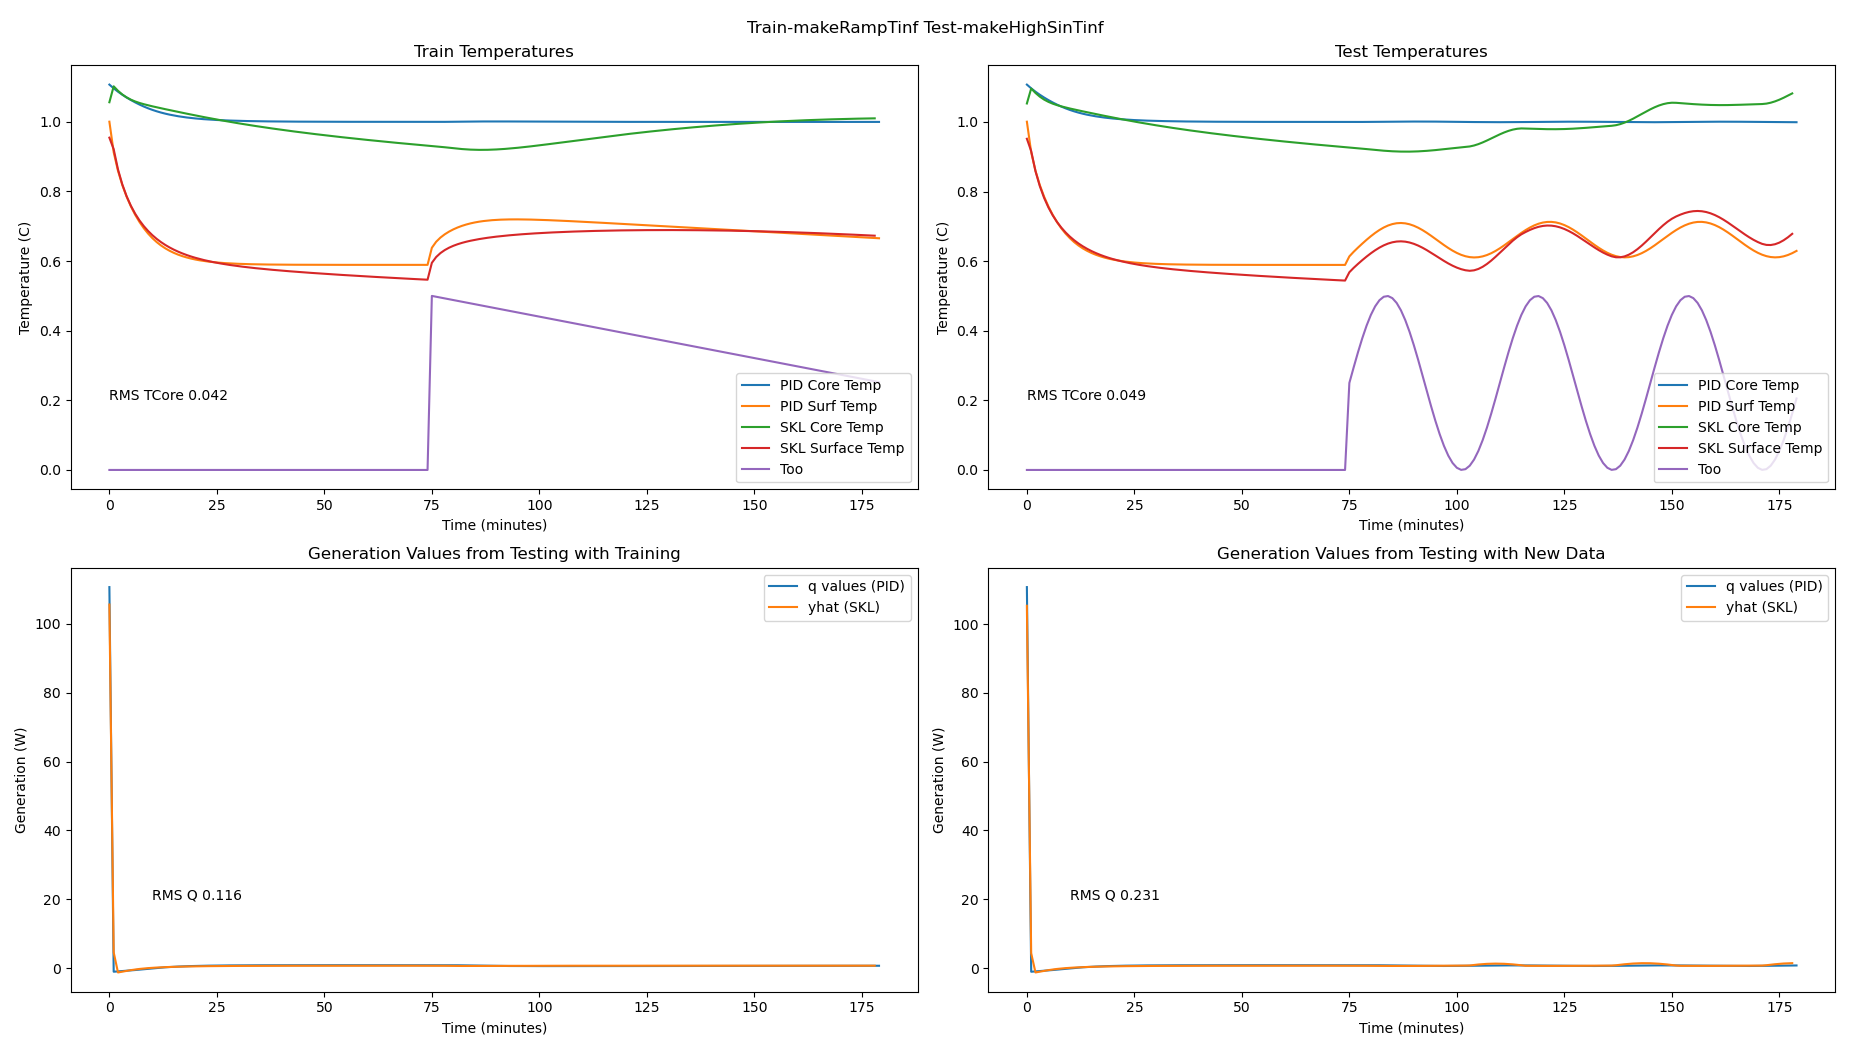 Train-makeRampTinf Test-makeHighSinTinf
Train Temperatures
Temperature (C)
1.0
0.8
0.6
0.4
0.2
0.0
RMS TCore 0.042
PID Core Temp
PID Surf Temp
SKL Core Temp
SKL Surface Temp
Too
0 25 50 75 100 125 150 175
Time (minutes)
Test Temperatures
Temperature (C)
1.0
0.8
0.6
0.4
0.2
0.0
RMS TCore 0.049
PID Core Temp
PID Surf Temp
SKL Core Temp
SKL Surface Temp
Too
0 25 50 75 100 125 150 175
Time (minutes)
Generation Values from Testing with Training
Generation (W)
100
80
60
40
20
0
q values (PID)
yhat (SKL)
RMS Q 0.116
0 25 50 75 100 125 150 175
Time (minutes)
Generation Values from Testing with New Data
Generation (W)
100
80
60
40
20
0
q values (PID)
yhat (SKL)
RMS Q 0.231
0 25 50 75 100 125 150 175
Time (minutes)